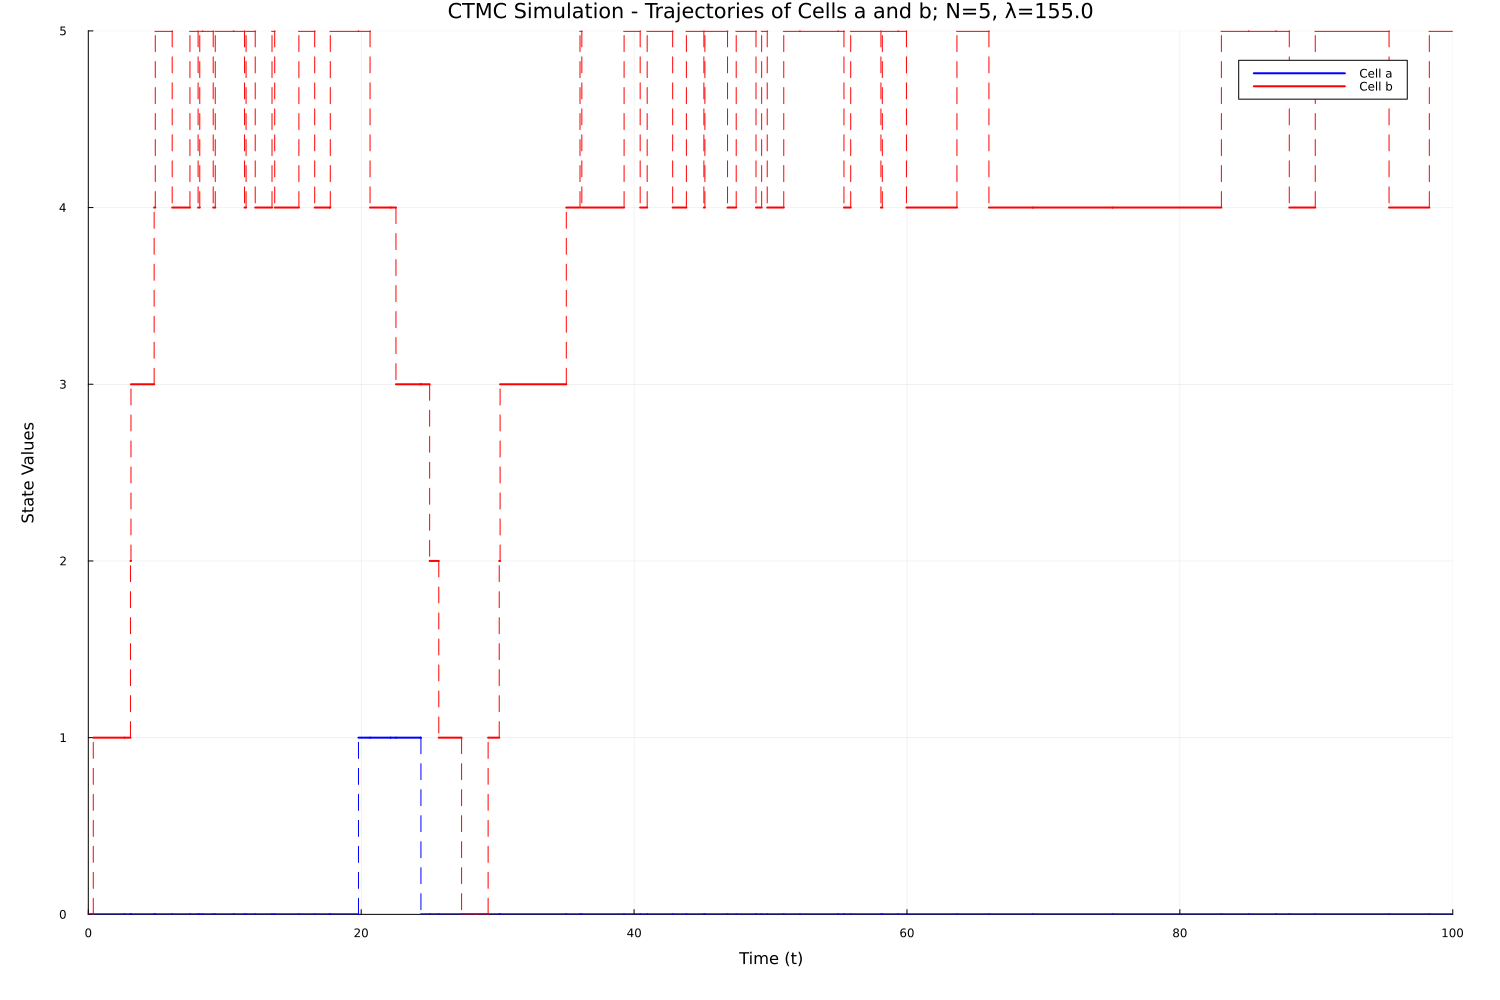 CTMC Simulation - Trajectories of Cells a and b; N=5, λ=155.0
5
Cell a
Cell b
4
3
State Values
2
1
0
0 20 40 60 80 100
Time (t)